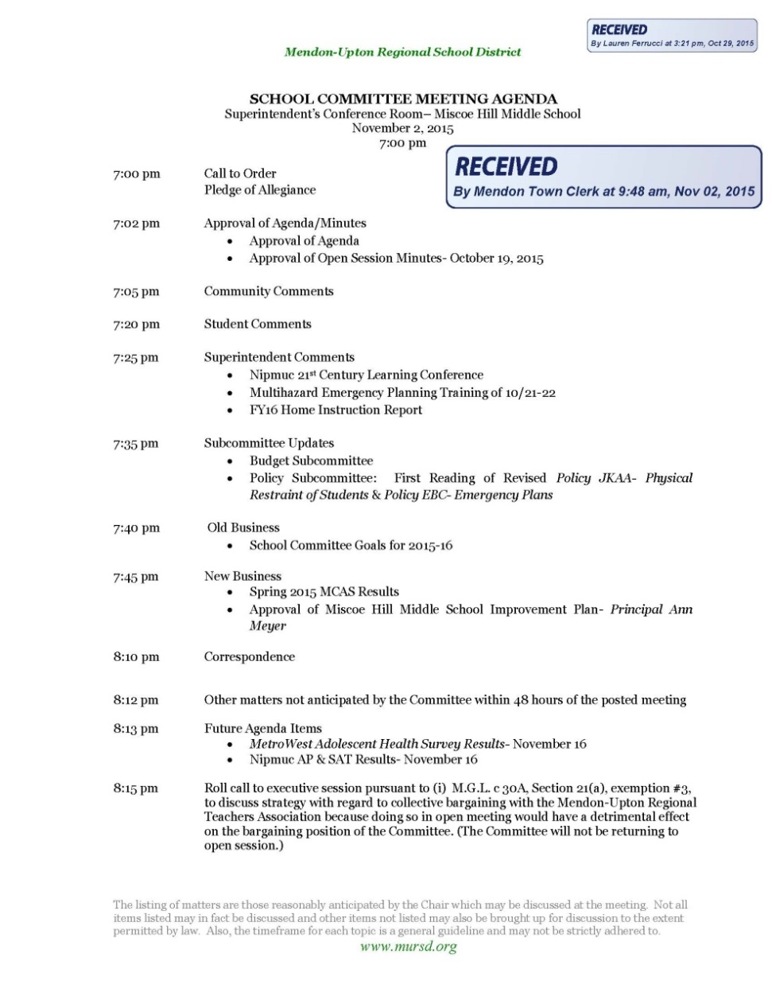 RECEIVED
By Lauren Ferrucci at 3:21 pm, Oct 29, 2015
Mendon-Upton Regional School District
SCHOOL COMMITTEE MEETING AGENDA
Superintendent's Conference Room– Miscoe Hill Middle School
November 2, 2015
7:00 pm
RECEIVED
By Mendon Town Clerk at 9:48 am, Nov 02, 2015
7:00 pm Call to Order
Pledge of Allegiance
7:02 pm Approval of Agenda/Minutes
• Approval of Agenda
• Approval of Open Session Minutes- October 19, 2015
7:05 pm Community Comments
7:20 pm Student Comments
7:25 pm Superintendent Comments
• Nipmuc 21st Century Learning Conference
• Multihazard Emergency Planning Training of 10/21-22
• FY16 Home Instruction Report
7:35 pm Subcommittee Updates
• Budget Subcommittee
• Policy Subcommittee: First Reading of Revised Policy JKAA- Physical
Restraint of Students & Policy EBC- Emergency Plans
7:40 pm Old Business
• School Committee Goals for 2015-16
7:45 pm New Business
• Spring 2015 MCAS Results
• Approval of Miscoe Hill Middle School Improvement Plan- Principal Ann
Meyer
8:10 pm Correspondence
8:12 pm Other matters not anticipated by the Committee within 48 hours of the posted meeting
8:13 pm Future Agenda Items
• MetroWest Adolescent Health Survey Results- November 16
• Nipmuc AP & SAT Results- November 16
8:15 pm Roll call to executive session pursuant to (i) M.G.L. c 30A, Section 21(a), exemption #3,
to discuss strategy with regard to collective bargaining with the Mendon-Upton Regional
Teachers Association because doing so in open meeting would have a detrimental effect
on the bargaining position of the Committee. (The Committee will not be returning to
open session.)
The listing of matters are those reasonably anticipated by the Chair which may be discussed at the meeting. Not all
items listed may in fact be discussed and other items not listed may also be brought up for discussion to the extent
permitted by law. Also, the timeframe for each topic is a general guideline and may not be strictly adhered to.
www.mursd.org